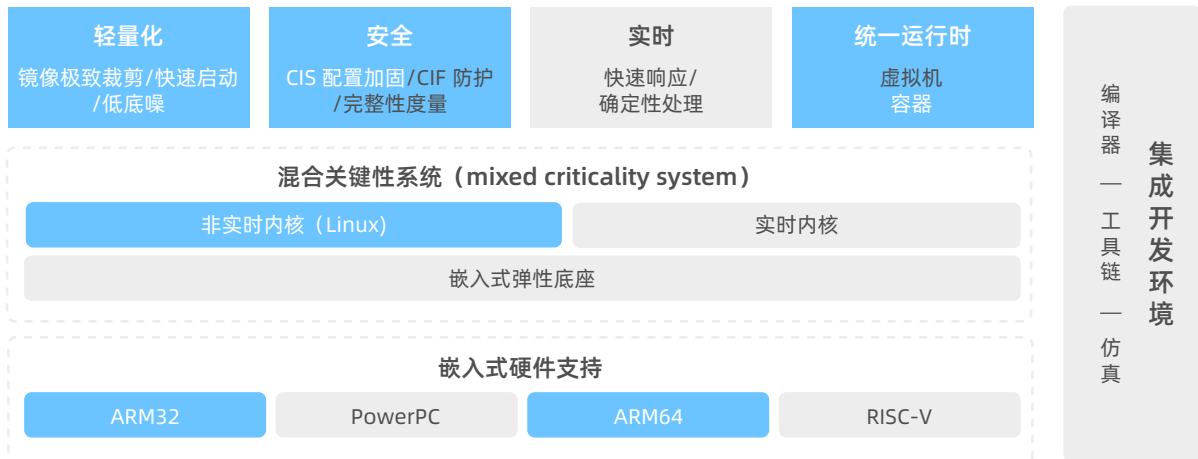 轻量化
镜像极致裁剪/快速启动
/低底噪
安全
CIS 配置加固/CIF 防护
/完整性度量
实时
快速响应/
确定性处理
统一运行时
虚拟机
容器
混合关键性系统（mixed criticality system）
非实时内核（Linux)
实时内核
嵌入式弹性底座
嵌入式硬件支持
ARM32
PowerPC
ARM64
RISC-V
集成开发环境
编译器 — 工具链 — 仿真